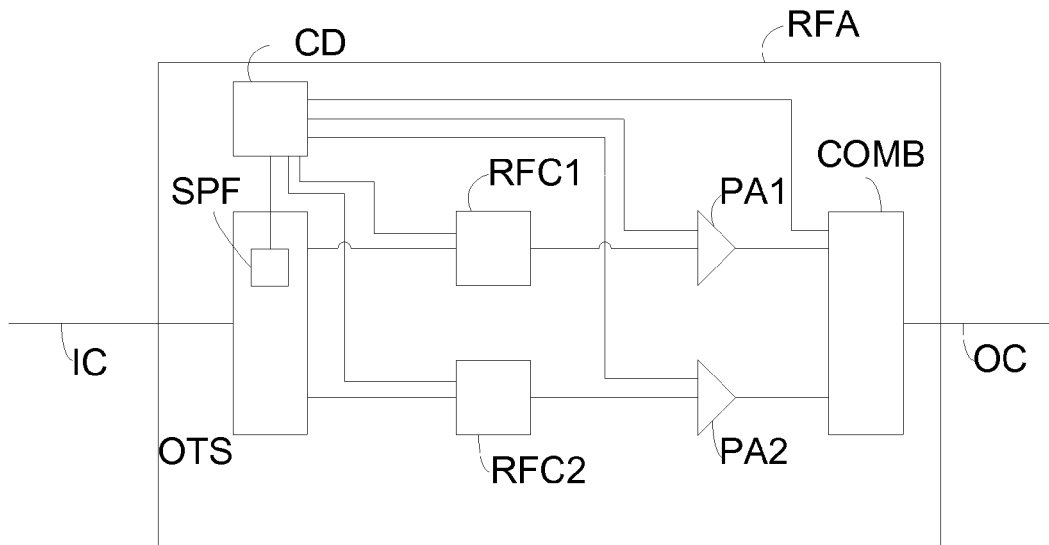 RFA
CD
COMB
RFC1
PA1
SPF
IC
OC
OTS
RFC2
PA2